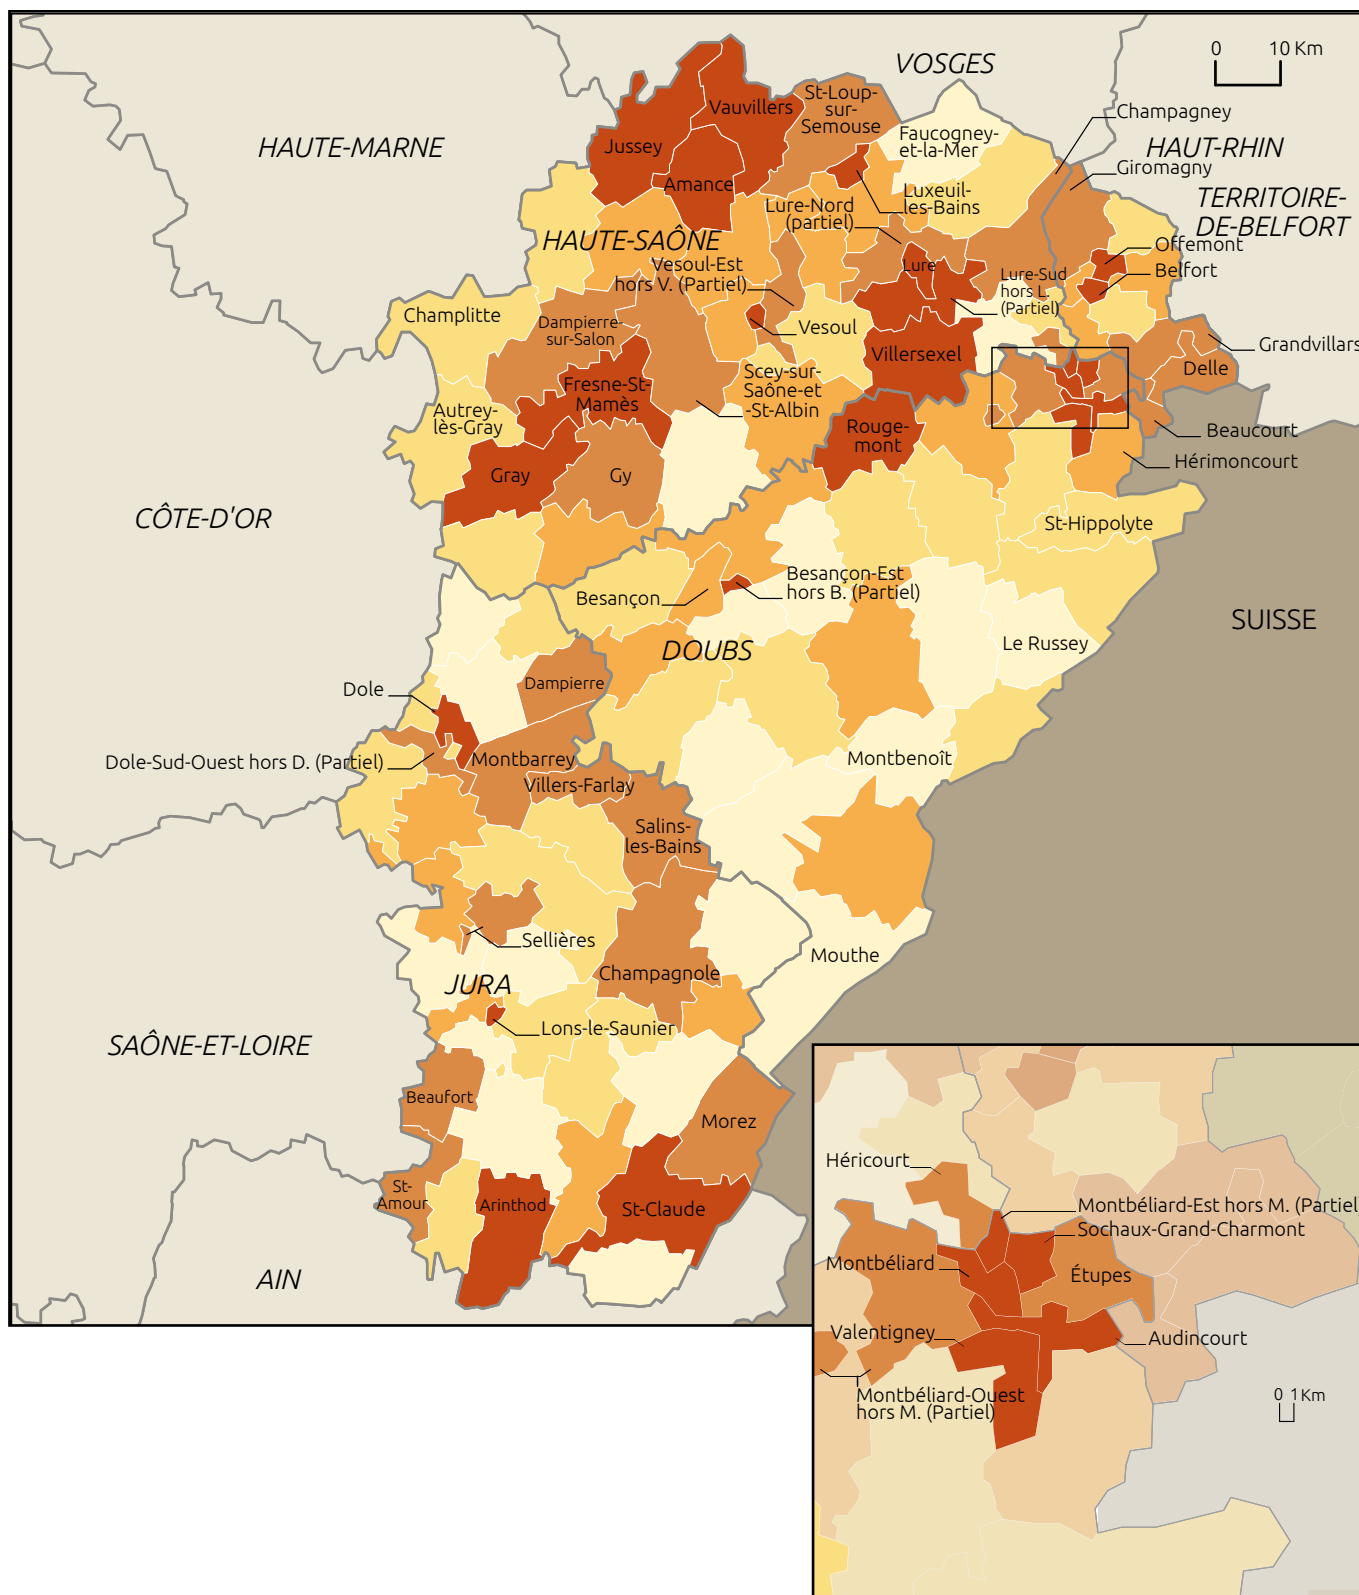 VOSGES
0 10 Km
St-Loup-
sur-
Semouse
Vauvillers
Champagney
HAUTE-MARNE
Jussey
Faucogney-
et-la-Mer
HAUT-RHIN
Giromagny
Amance
Luxeuil-
les-Bains
TERRITOIRE-
DE-BELFORT
Lure-Nord
(partiel)
HAUTE-SAÔNE
Offemont
Vesoul-Est
hors V. (Partiel)
Lure
Belfort
Lure-Sud
hors L.
(Partiel)
Champlitte
Dampierre-
sur-Salon
Vesoul
Villersexel
Grandvillars
Delle
Fresne-St-
Mamès
Scey-sur-
Saône-et
-St-Albin
Autrey-
lès-Gray
Rouge-
mont
Beaucourt
Hérimoncourt
Gray
Gy
CÔTE-D'OR
St-Hippolyte
Besançon-Est
hors B. (Partiel)
Besançon
SUISSE
DOUBS
Le Russey
Dole
Dampierre
Dole-Sud-Ouest hors D. (Partiel)
Montbarrey
Montbenoît
Villers-Farlay
Salins-
les-Bains
Sellières
Mouthe
Champagnole
JURA
Lons-le-Saunier
SAÔNE-ET-LOIRE
Beaufort
Morez
St-
Amour
Arinthod
St-Claude
AIN
Héricourt
Montbéliard-Est hors M. (Partiel
Sochaux-Grand-Charmont
Montbéliard
Étupes
Valentigney
Audincourt
Montbéliard-Ouest
hors M. (Partiel)
0 1 Km